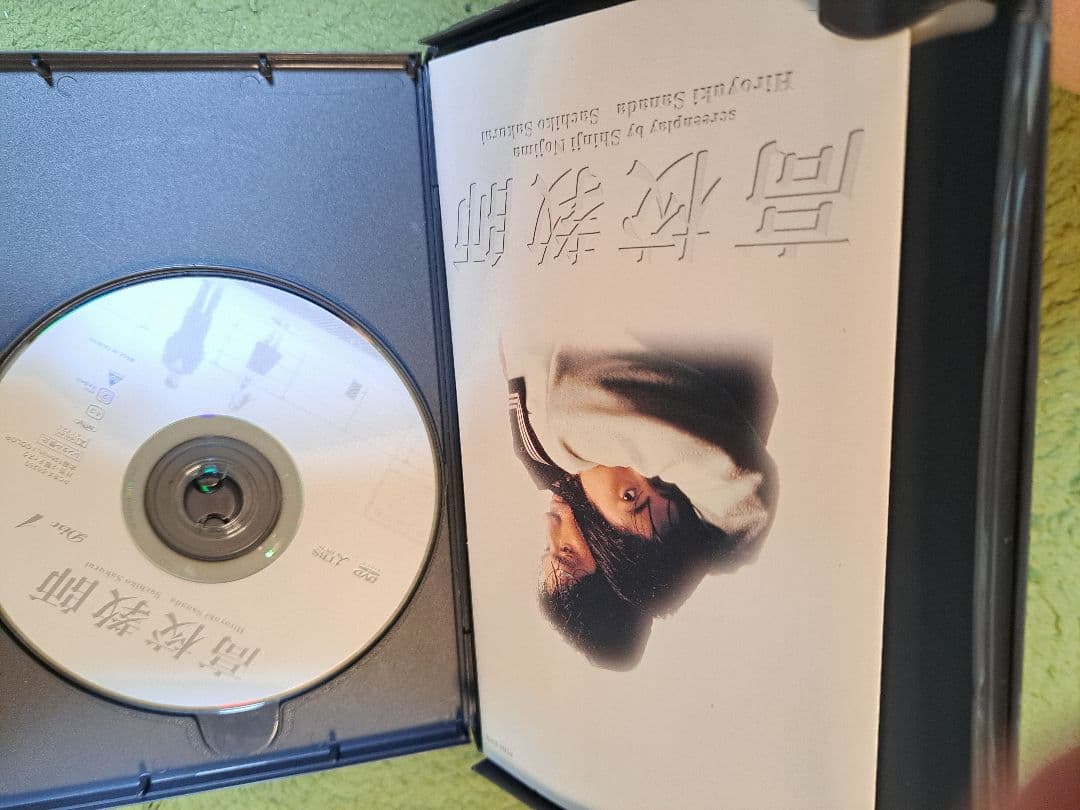 高校教師
screenplay by Shinji Nojima
Hiroyuki Sanada Sachiko Sakurai
高校教師
Hiroyuki Sanada Sachiko Sakurai
Disc 1
DVD
TBS